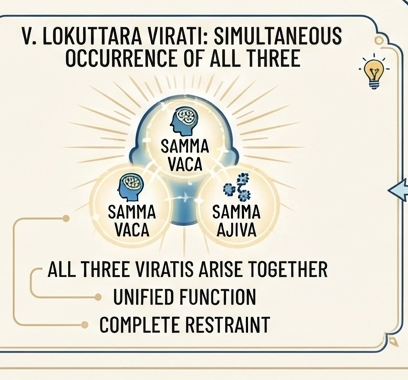 V. LOKUTTARA VIRATI: SIMULTANEOUS
OCCURRENCE OF ALL THREE
SAMMA
VACA
SAMMA
VACA
SAMMA
AJIVA
ALL THREE VIRATIS ARISE TOGETHER
UNIFIED FUNCTION
COMPLETE RESTRAINT